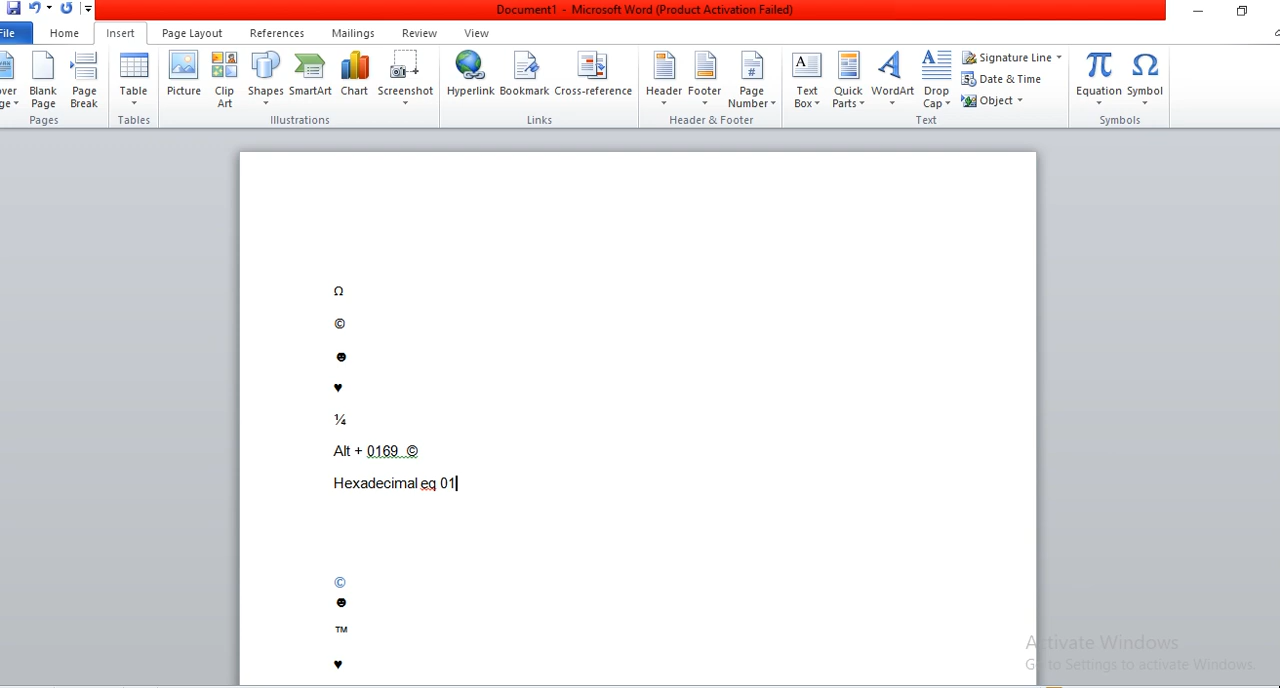 Document1 - Microsoft Word (Product Activation Failed)
File Home Insert Page Layout References Mailings Review View
Blank Page
Page Break
Table
Picture
Clip Art
Shapes
SmartArt
Chart
Screenshot
Hyperlink
Bookmark
Cross-reference
Header
Footer
Page Number
Text Box
Quick Parts
WordArt
Drop Cap
Signature Line
Date & Time
Object
Equation
Symbol
Pages Tables Illustrations Links Header & Footer Text Symbols
Ω
©
☻
♥
¼
Alt + 0169 ©
Hexadecimal eq 01
©
☻
™
♥
Activate Windows
Go to Settings to activate Windows.